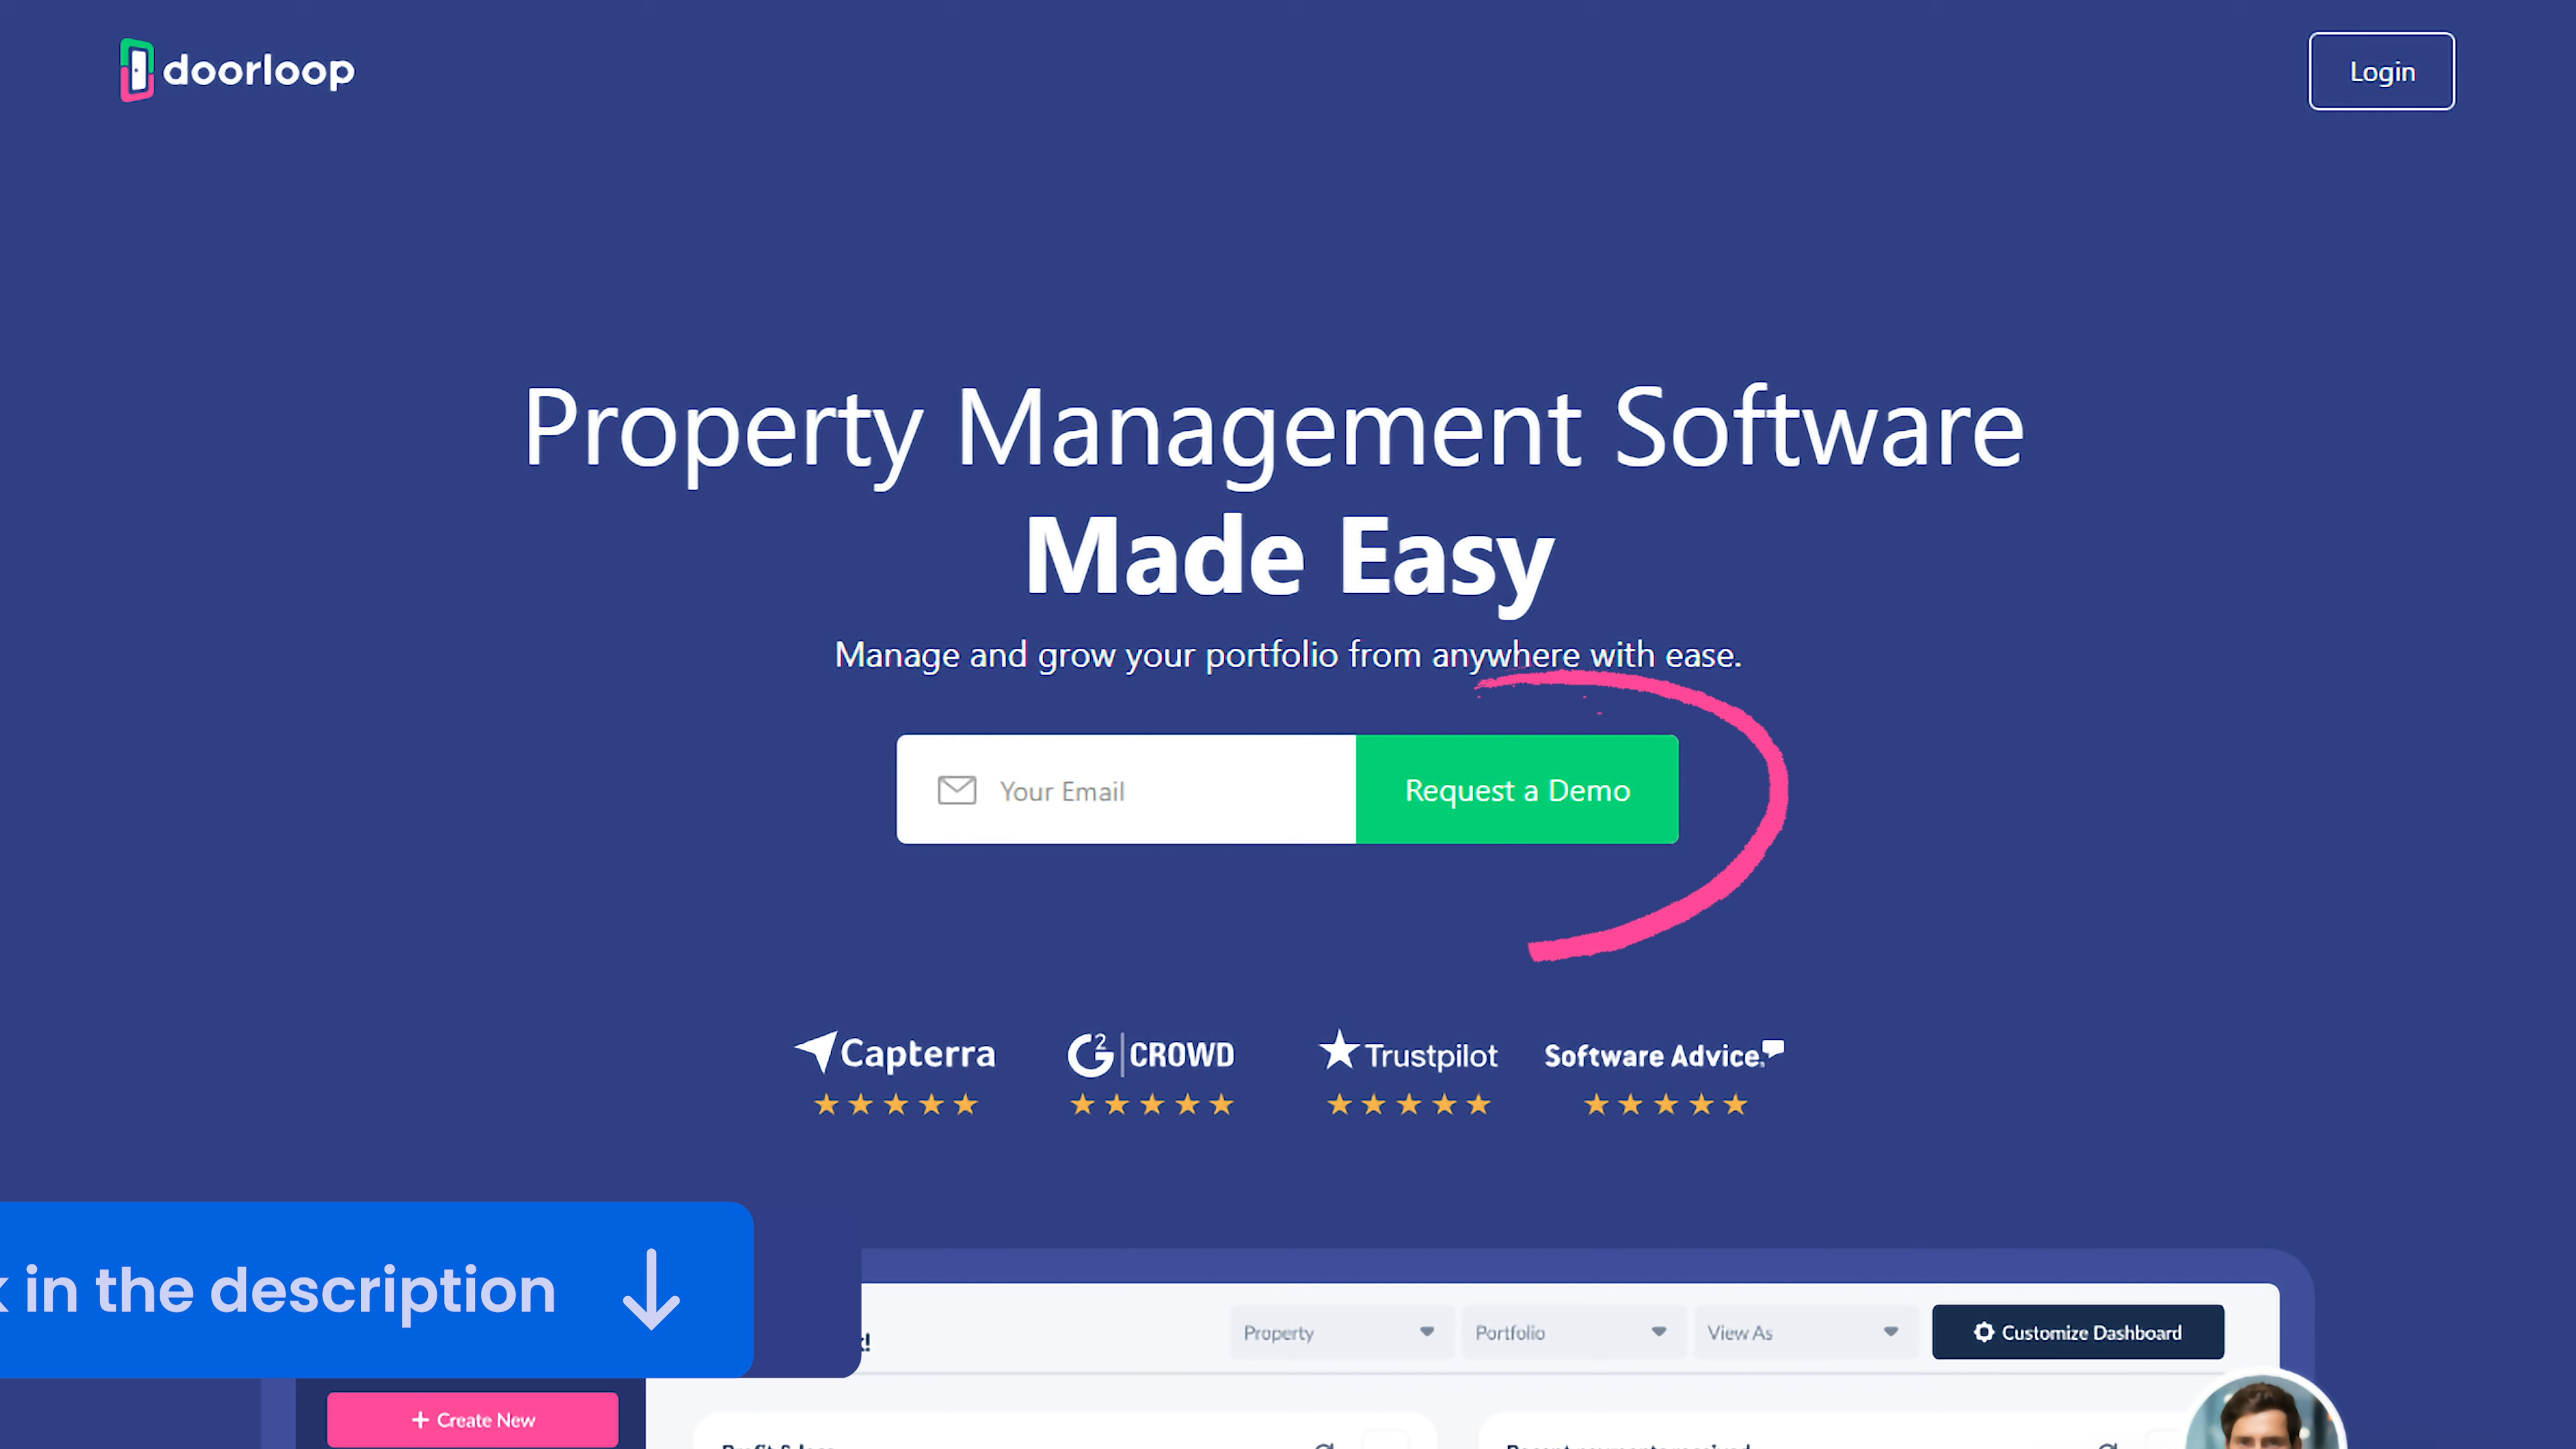 doorloop
Login
Property Management Software
Made Easy
Manage and grow your portfolio from anywhere with ease.
Your Email
Request a Demo
Capterra
G2 CROWD
Trustpilot
Software Advice.
in the description
Property
Portfolio
View As
Customize Dashboard
+ Create New